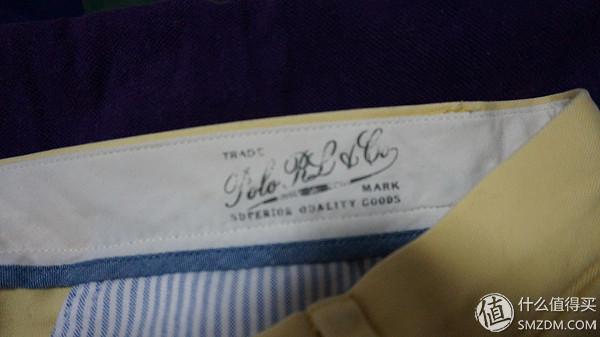 TRADE
Polo RL & Co
MARK
SUPERIOR QUALITY GOODS
值 什么值得买
SMZDM.COM